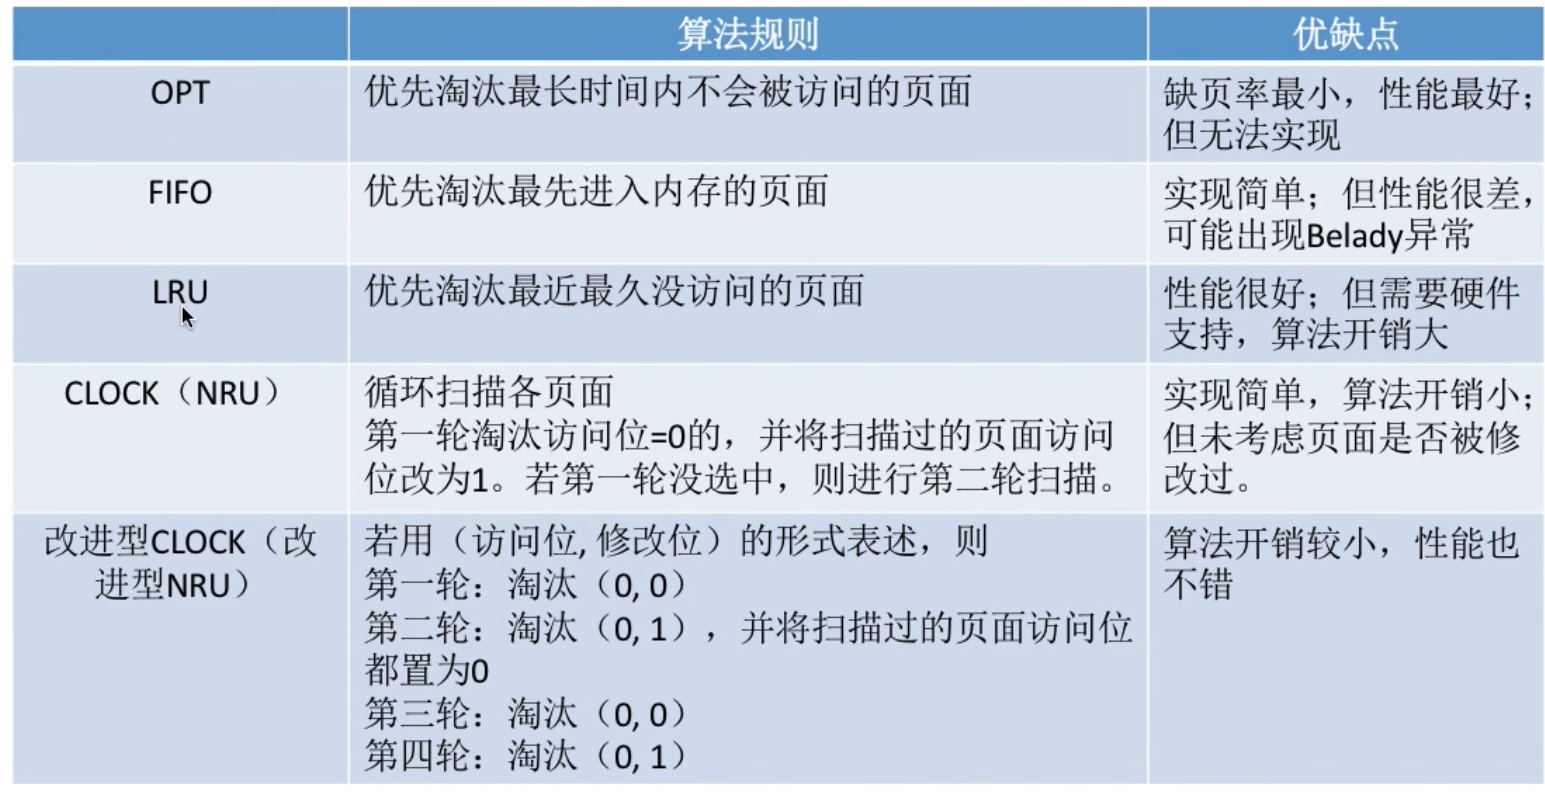 算法规则
优缺点
OPT
优先淘汰最长时间内不会被访问的页面
缺页率最小，性能最好；
但无法实现
FIFO
优先淘汰最先进入内存的页面
实现简单；但性能很差，
可能出现Belady异常
LRU
优先淘汰最近最久没访问的页面
性能很好；但需要硬件
支持，算法开销大
CLOCK（NRU）
循环扫描各页面
第一轮淘汰访问位=0的，并将扫描过的页面访问
位改为1。若第一轮没选中，则进行第二轮扫描。
实现简单，算法开销小；
但未考虑页面是否被修
改过。
改进型CLOCK（改
进型NRU）
若用（访问位, 修改位）的形式表述，则
第一轮：淘汰（0, 0）
第二轮：淘汰（0, 1），并将扫描过的页面访问位
都置为0
第三轮：淘汰（0, 0）
第四轮：淘汰（0, 1）
算法开销较小，性能也
不错